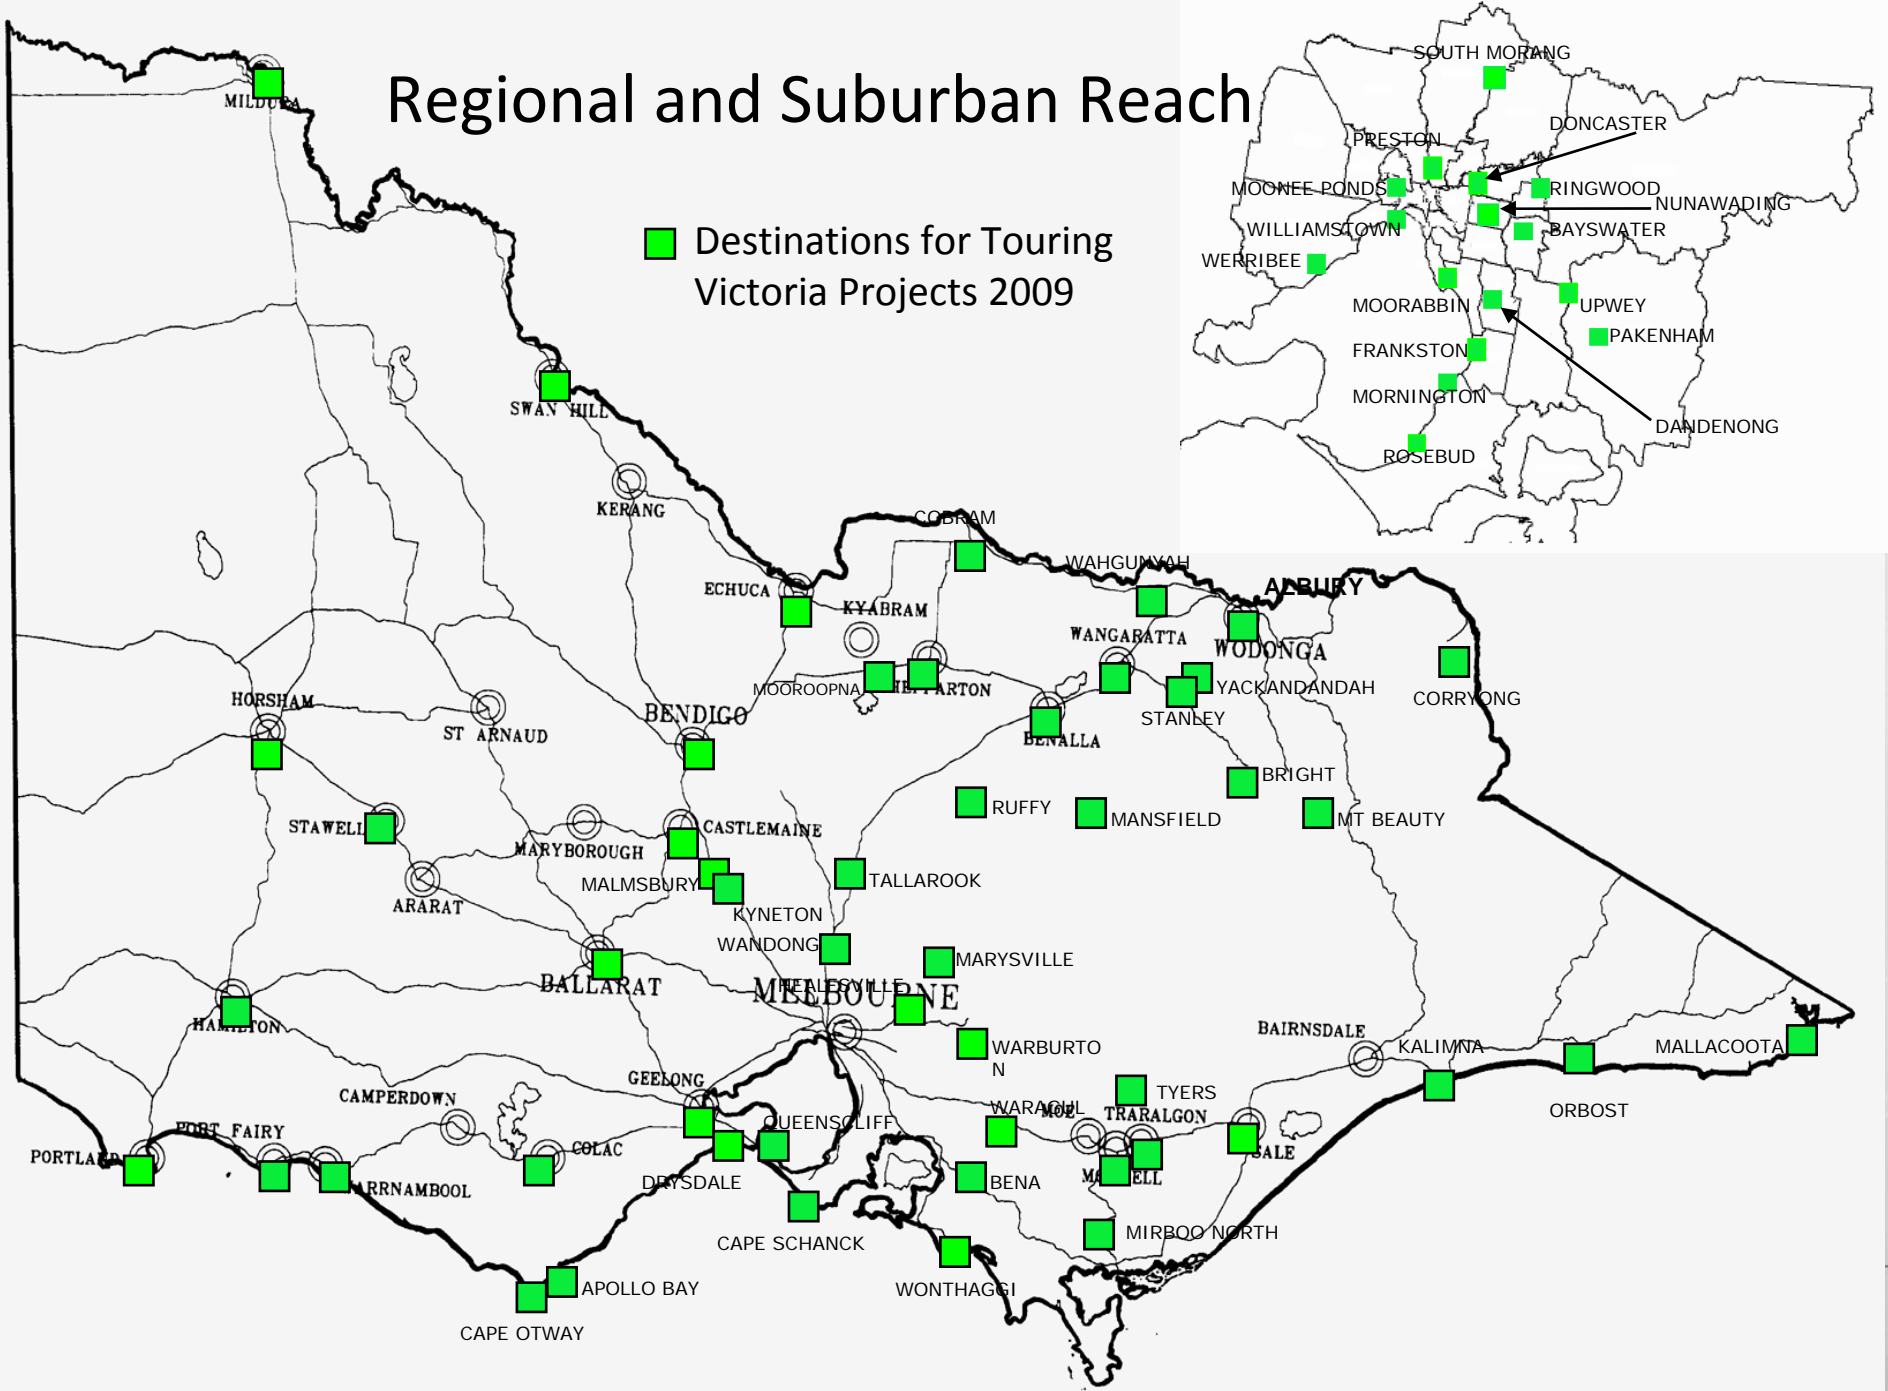 Regional and Suburban Reach
Destinations for Touring
Victoria Projects 2009
SOUTH MORANG
DONCASTER
PRESTON
MOONEE PONDS
RINGWOOD
NUNAWADING
WILLIAMSTOWN
BAYSWATER
WERRIBEE
MOORABBIN
UPWEY
PAKENHAM
FRANKSTON
MORNINGTON
DANDENONG
ROSEBUD
MILDURA
SWAN HILL
KERANG
COBRAM
WAHGUNYAH
ECHUCA
ALBURY
KYABRAM
WANGARATTA
WODONGA
MOOROOPNA
YACKANDANDAH
CORRYONG
HORSHAM
BENDIGO
STANLEY
ST ARNAUD
BENALLA
BRIGHT
RUFFY
MANSFIELD
MT BEAUTY
STAWELL
CASTLEMAINE
MARYBOROUGH
MALMSBURY
TALLAROOK
ARARAT
KYNETON
WANDONG
MARYSVILLE
BALLARAT
HEALESVILLE
MELBOURNE
HAMILTON
BAIRNSDALE
KALIMNA
MALLACOOTA
WARBURTO
N
GEELONG
CAMPERDOWN
TYERS
WARAGUL
MOE
TRARALGON
ORBOST
PORT FAIRY
QUEENSCLIFF
COLAC
SALE
PORTLAND
ARRNAMBOOL
DRYSDALE
BENA
MIRBOO NORTH
CAPE SCHANCK
WONTHAGGI
APOLLO BAY
CAPE OTWAY